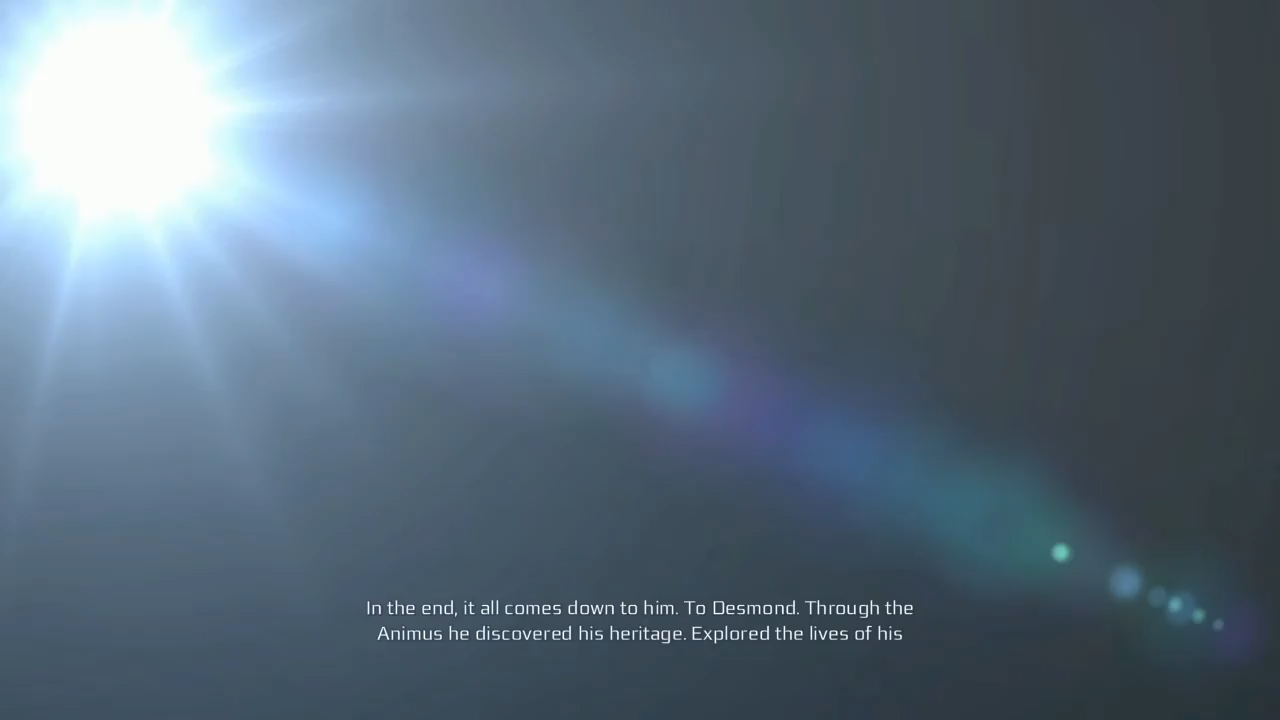 In the end, it all comes down to him. To Desmond. Through the
Animus he discovered his heritage. Explored the lives of his